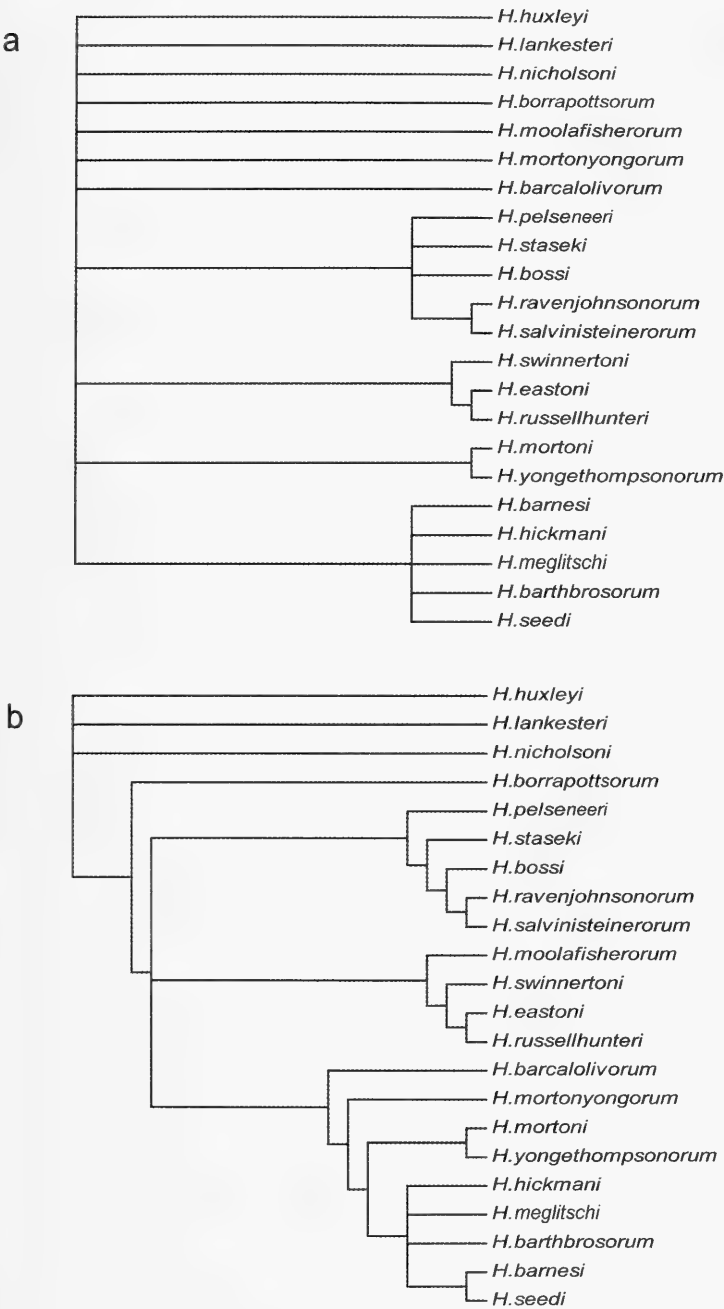 a
H.huxleyi
H.lankesteri
H.nicholsoni
H.borrapottsorum
H.moolafisherorum
H.mortonyongorum
H.barcalolivorum
H.pelseneeri
H.staseki
H.bossi
H.ravenjohnsonorum
H.salvinisteinerorum
H.swinnertoni
H.eastoni
H.russellhunteri
H.mortoni
H.yongethompsonorum
H.barnesi
H.hickmani
H.meglitschi
H.barthbrosorum
H.seedi
b
H.huxleyi
H.lankesteri
H.nicholsoni
H.borrapottsorum
H.pelseneeri
H.staseki
H.bossi
H.ravenjohnsonorum
H.salvinisteinerorum
H.moolafisherorum
H.swinnertoni
H.eastoni
H.russellhunteri
H.barcalolivorum
H.mortonyongorum
H.mortoni
H.yongethompsonorum
H.hickmani
H.meglitschi
H.barthbrosorum
H.barnesi
H.seedi